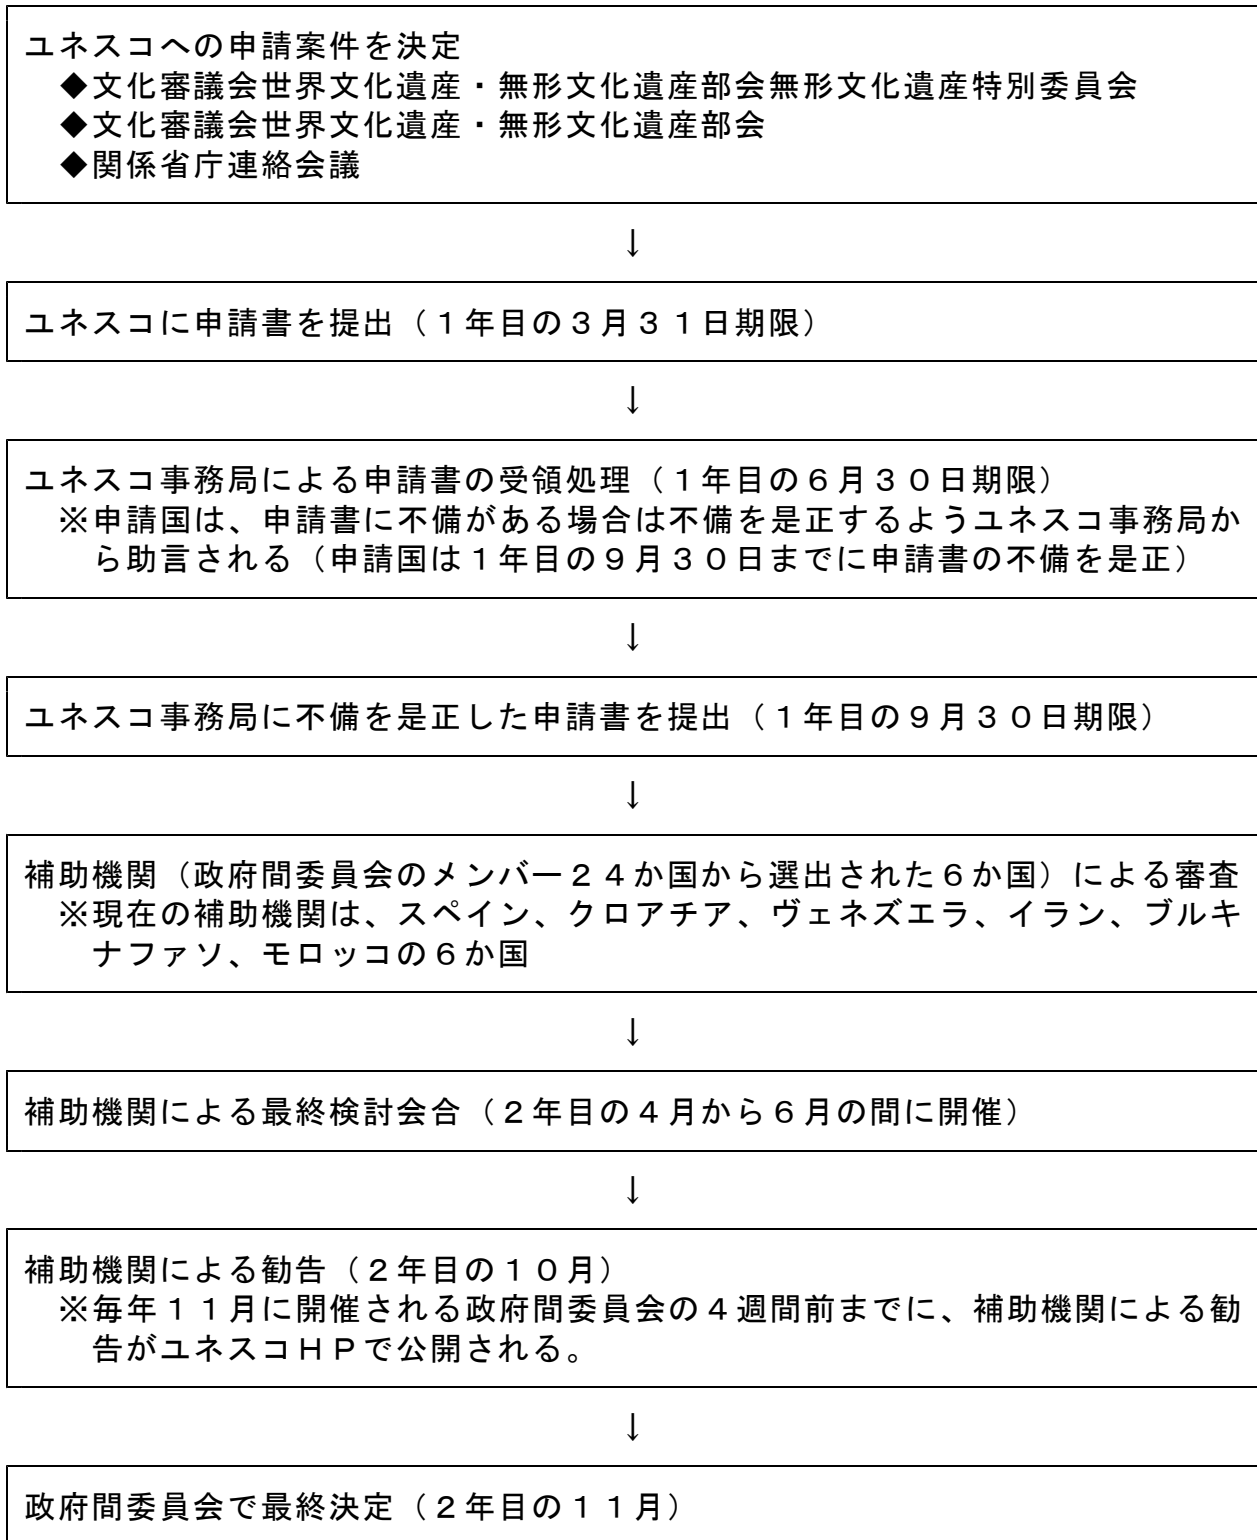 ユネスコへの申請案件を決定
◆文化審議会世界文化遺産・無形文化遺産部会無形文化遺産特別委員会
◆文化審議会世界文化遺産・無形文化遺産部会
◆関係省庁連絡会議
↓
ユネスコに申請書を提出（１年目の３月３１日期限）
↓
ユネスコ事務局による申請書の受領処理（１年目の６月３０日期限）
※申請国は、申請書に不備がある場合は不備を是正するようユネスコ事務局か
ら助言される（申請国は１年目の９月３０日までに申請書の不備を是正）
↓
ユネスコ事務局に不備を是正した申請書を提出（１年目の９月３０日期限）
↓
補助機関（政府間委員会のメンバー２４か国から選出された６か国）による審査
※現在の補助機関は、スペイン、クロアチア、ヴェネズエラ、イラン、ブルキ
ナファソ、モロッコの６か国
↓
補助機関による最終検討会合（２年目の４月から６月の間に開催）
↓
補助機関による勧告（２年目の１０月）
※毎年１１月に開催される政府間委員会の４週間前までに、補助機関による勧
告がユネスコＨＰで公開される。
↓
政府間委員会で最終決定（２年目の１１月）